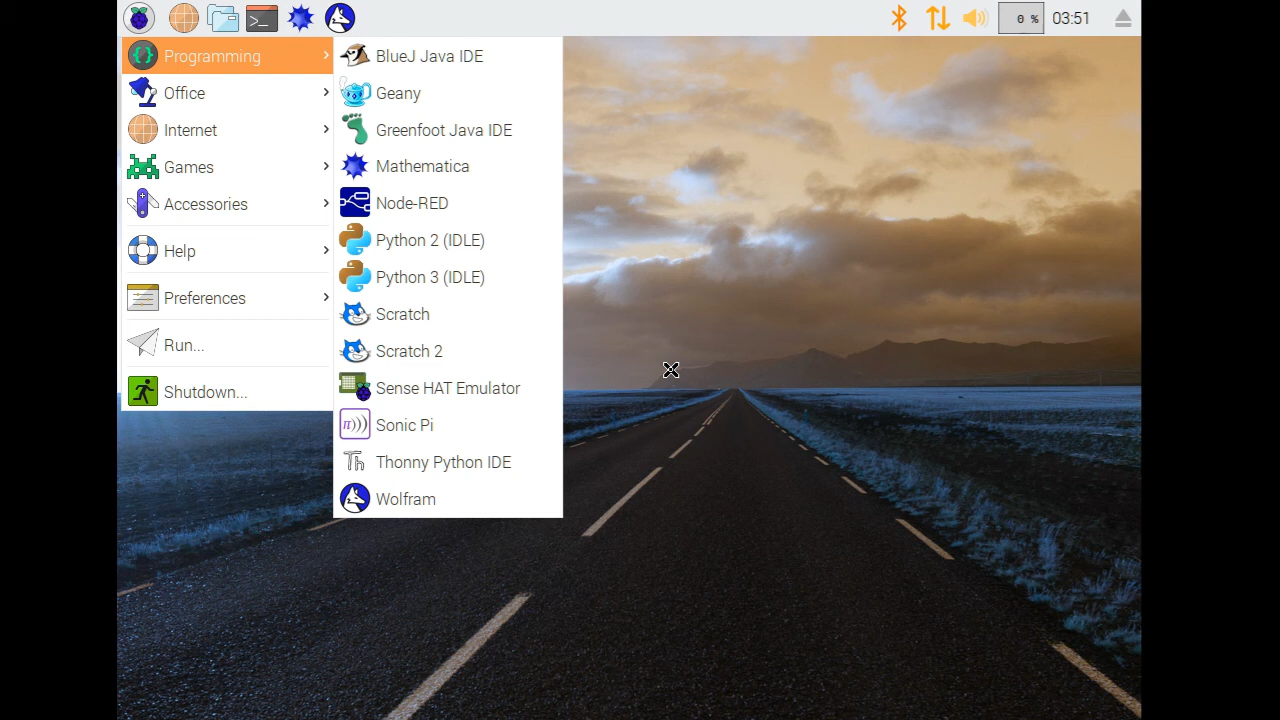 0 %
03:51
Programming
Office
Internet
Games
Accessories
Help
Preferences
Run...
Shutdown...
BlueJ Java IDE
Geany
Greenfoot Java IDE
Mathematica
Node-RED
Python 2 (IDLE)
Python 3 (IDLE)
Scratch
Scratch 2
Sense HAT Emulator
Sonic Pi
Thonny Python IDE
Wolfram